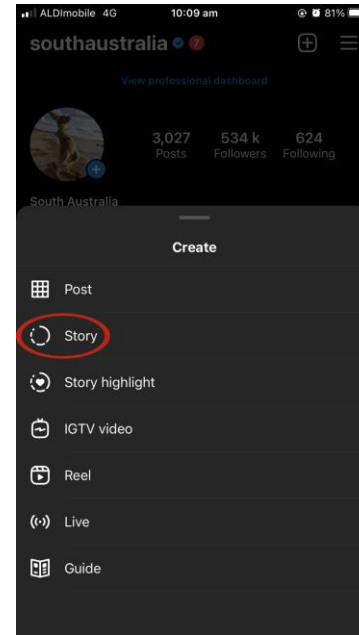 ALDImobile 4G 10:09 am 81%
southaustralia 7
View professional dashboard
3,027 534 k 624
Posts Followers Following
South Australia
Create
Post
Story
Story highlight
IGTV video
Reel
Live
Guide